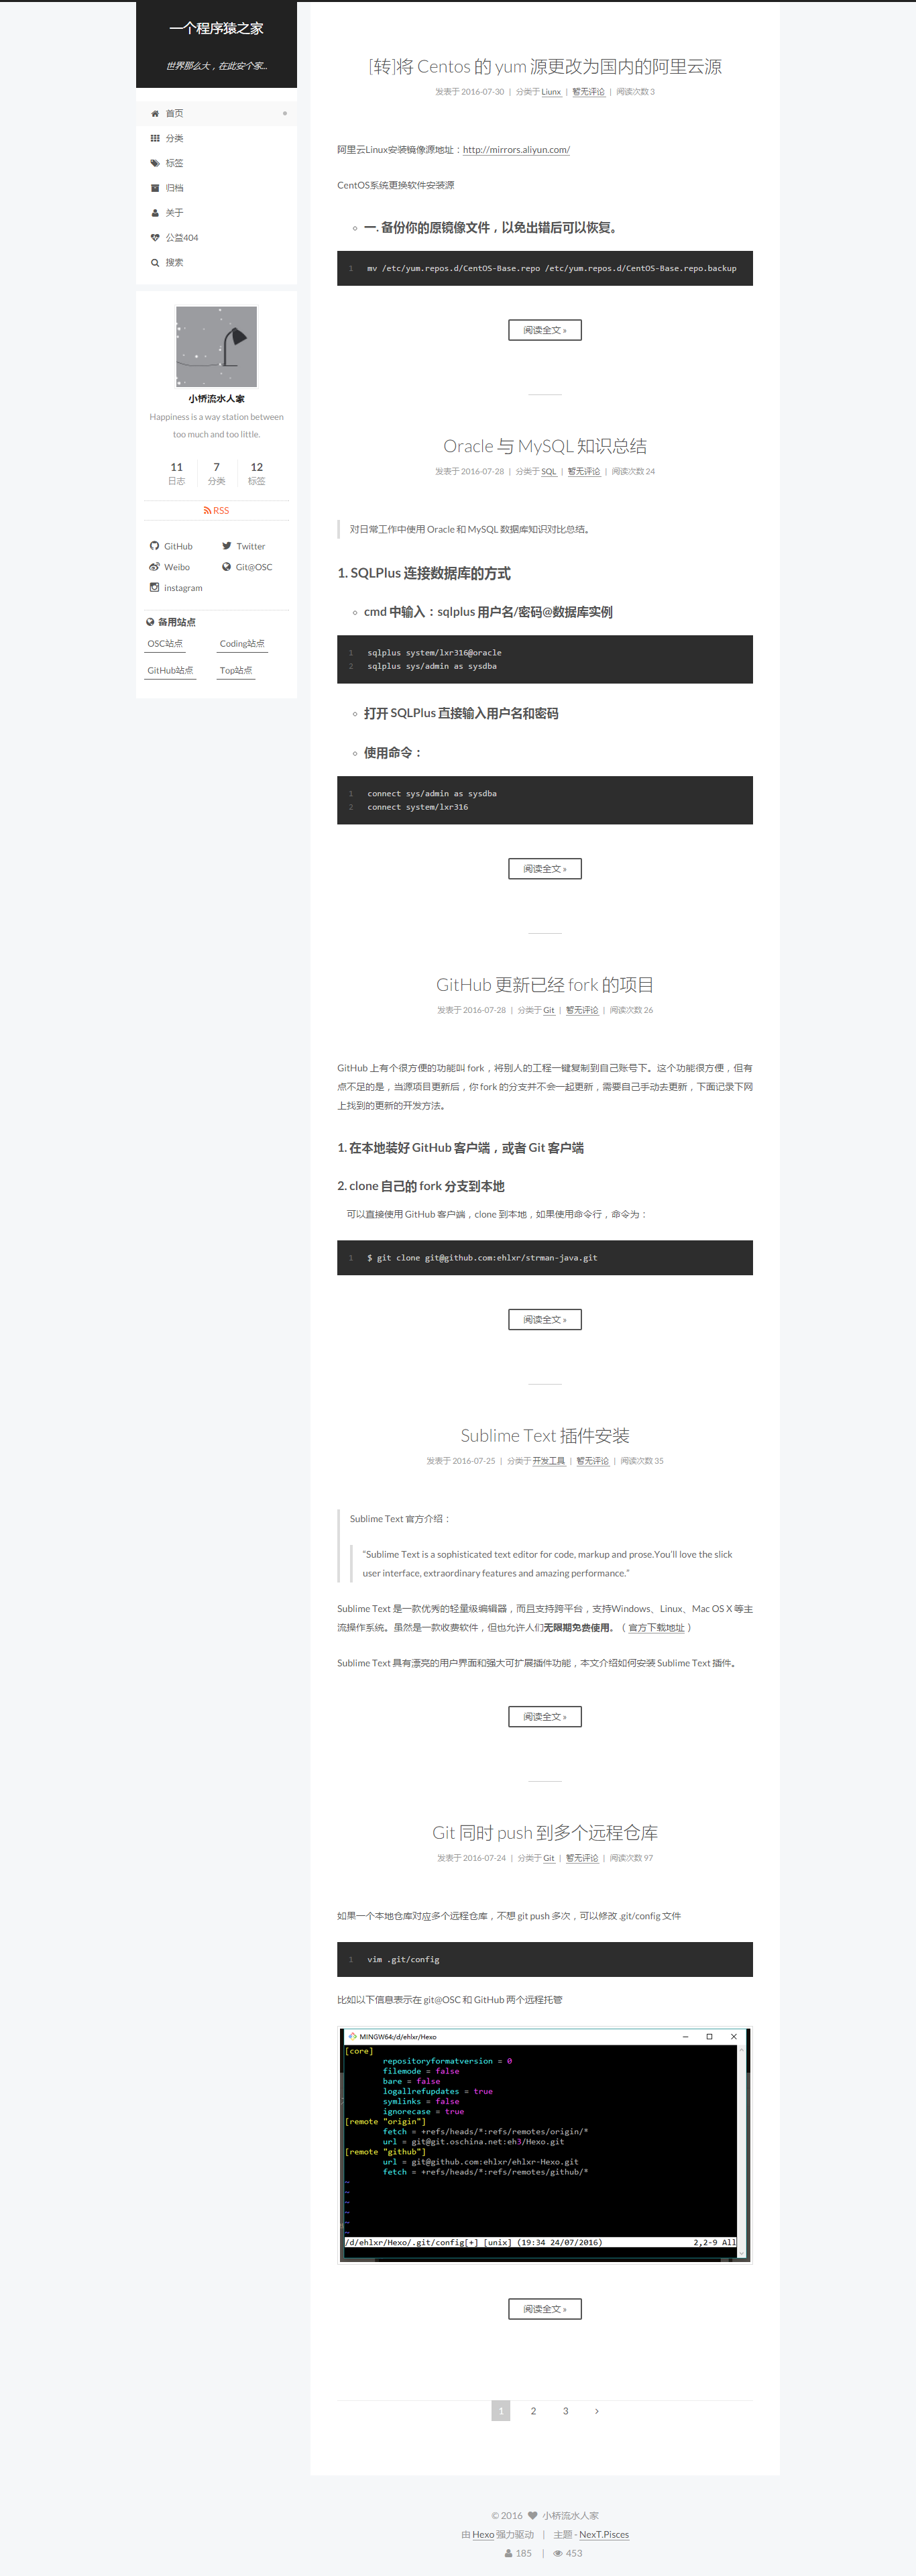 一个程序猿之家
世界那么大，在此安个家...
首页
分类
标签
归档
关于
公益404
搜索
小桥流水人家
Happiness is a way station between
too much and too little.
11 7 12
日志 分类 标签
RSS
GitHub Twitter
Weibo Git@OSC
instagram
备用站点
OSC站点 Coding站点
GitHub站点 Top站点
[转]将 Centos 的 yum 源更改为国内的阿里云源
发表于 2016-07-30 | 分类于 Liunx | 暂无评论 | 阅读次数 3
阿里云Linux安装镜像源地址：http://mirrors.aliyun.com/
CentOS系统更换软件安装源
一. 备份你的原镜像文件，以免出错后可以恢复。
1 mv /etc/yum.repos.d/CentOS-Base.repo /etc/yum.repos.d/CentOS-Base.repo.backup
阅读全文 »
Oracle 与 MySQL 知识总结
发表于 2016-07-28 | 分类于 SQL | 暂无评论 | 阅读次数 24
对日常工作中使用 Oracle 和 MySQL 数据库知识对比总结。
1. SQLPlus 连接数据库的方式
cmd 中输入：sqlplus 用户名/密码@数据库实例
1 sqlplus system/lxr316@oracle
2 sqlplus sys/admin as sysdba
打开 SQLPlus 直接输入用户名和密码
使用命令：
1 connect sys/admin as sysdba
2 connect system/lxr316
阅读全文 »
GitHub 更新已经 fork 的项目
发表于 2016-07-28 | 分类于 Git | 暂无评论 | 阅读次数 26
GitHub 上有个很方便的功能叫 fork，将别人的工程一键复制到自己账号下。这个功能很方便，但有
点不足的是，当源项目更新后，你 fork 的分支并不会一起更新，需要自己手动去更新，下面记录下网
上找到的更新的开发方法。
1. 在本地装好 GitHub 客户端，或者 Git 客户端
2. clone 自己的 fork 分支到本地
可以直接使用 GitHub 客户端，clone 到本地，如果使用命令行，命令为：
1 $ git clone git@github.com:ehlxr/strman-java.git
阅读全文 »
Sublime Text 插件安装
发表于 2016-07-25 | 分类于 开发工具 | 暂无评论 | 阅读次数 35
Sublime Text 官方介绍：
“Sublime Text is a sophisticated text editor for code, markup and prose.You’ll love the slick
user interface, extraordinary features and amazing performance.”
Sublime Text 是一款优秀的轻量级编辑器，而且支持跨平台，支持Windows、Linux、Mac OS X 等主
流操作系统。虽然是一款收费软件，但也允许人们无限期免费使用。（ 官方下载地址 ）
Sublime Text 具有漂亮的用户界面和强大可扩展插件功能，本文介绍如何安装 Sublime Text 插件。
阅读全文 »
Git 同时 push 到多个远程仓库
发表于 2016-07-24 | 分类于 Git | 暂无评论 | 阅读次数 97
如果一个本地仓库对应多个远程仓库，不想 git push 多次，可以修改 .git/config 文件
1 vim .git/config
比如以下信息表示在 git@OSC 和 GitHub 两个远程托管
MINGW64:/d/ehlxr/Hexo
[core]
repositoryformatversion = 0
filemode = false
bare = false
logallrefupdates = true
symlinks = false
ignorecase = true
[remote "origin"]
fetch = +refs/heads/*:refs/remotes/origin/*
url = git@git.oschina.net:eh3/Hexo.git
[remote "github"]
url = git@github.com:ehlxr/ehlxr-Hexo.git
fetch = +refs/heads/*:refs/remotes/github/*
~
~
~
~
~
~
/d/ehlxr/Hexo/.git/config[+] [unix] (19:34 24/07/2016) 2,2-9 All
阅读全文 »
1 2 3 >
© 2016 小桥流水人家
由 Hexo 强力驱动 | 主题 - NexT.Pisces
185 | 453